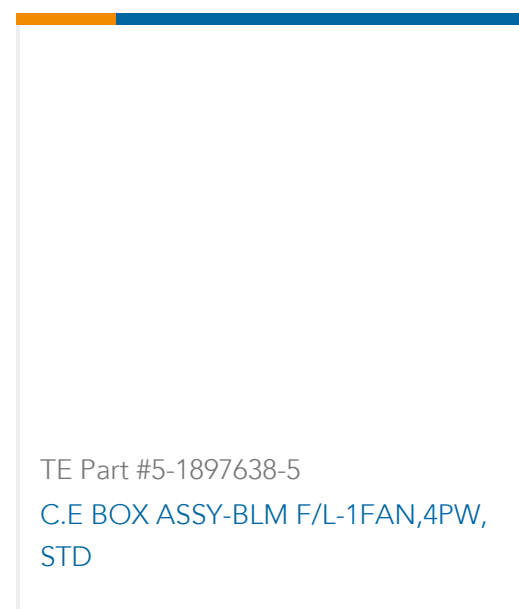 TE Part #5-1897638-5
C.E BOX ASSY-BLM F/L-1FAN,4PW,
STD